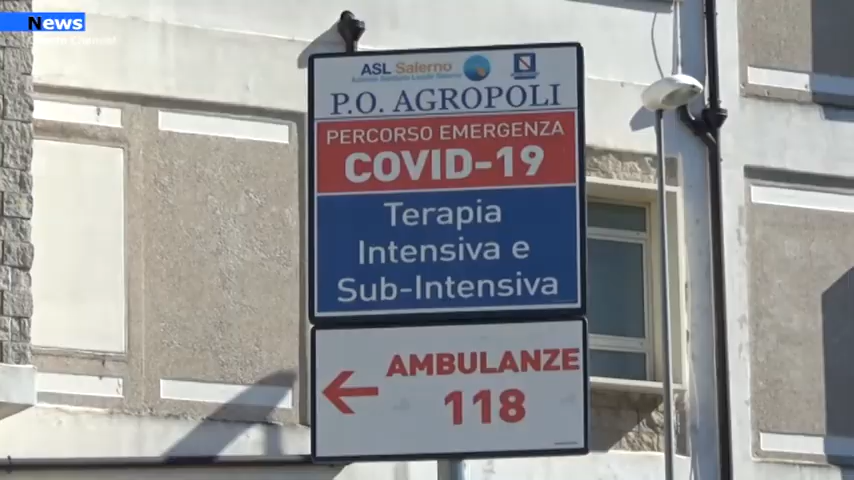 News
ASL Salerno
P.O. AGROPOLI
PERCORSO EMERGENZA
COVID-19
Terapia
Intensiva e
Sub-Intensiva
AMBULANZE
118